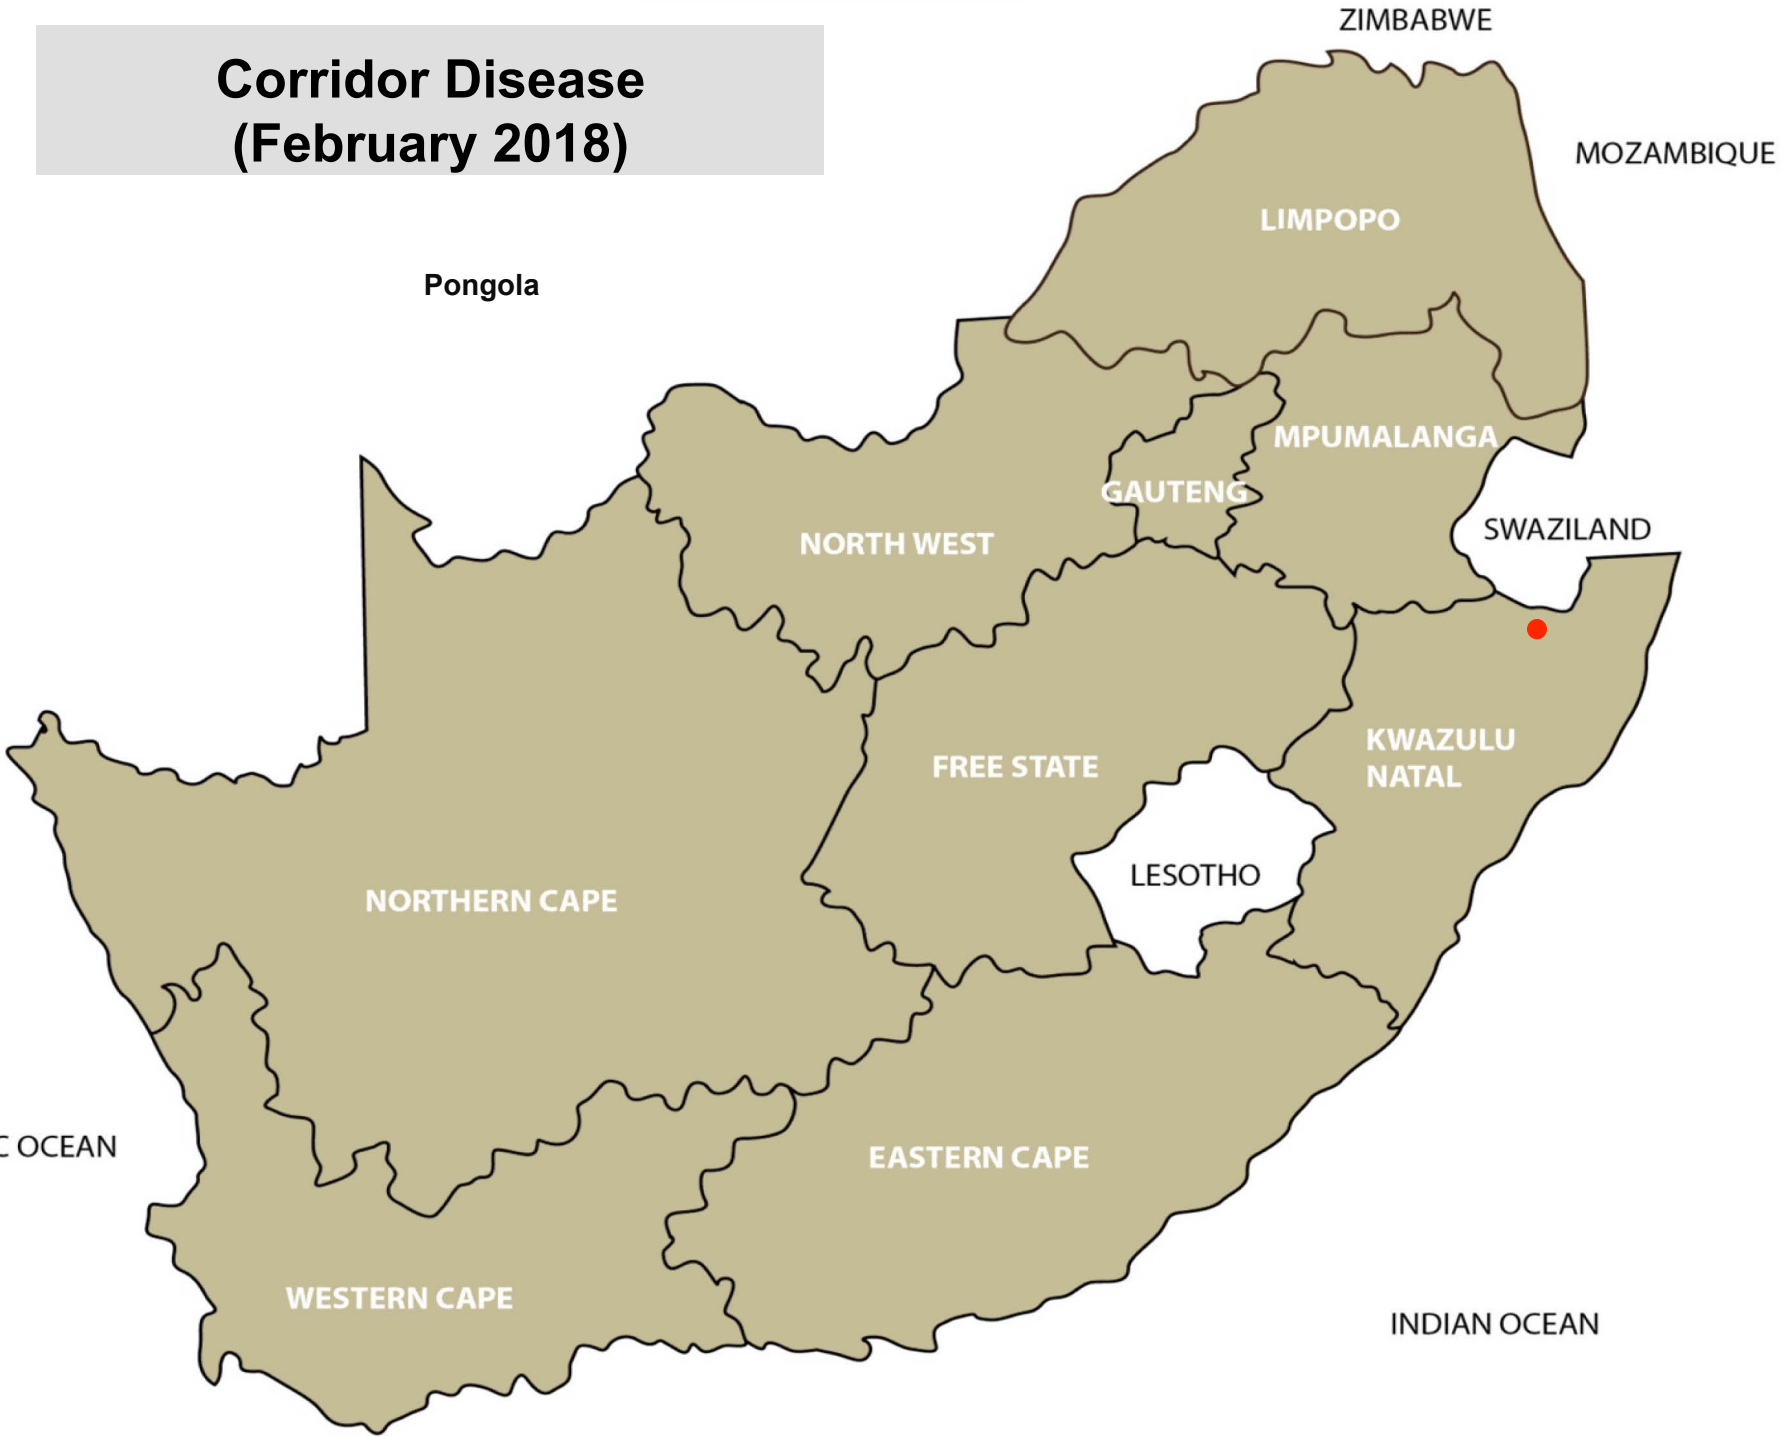 Corridor Disease
(February 2018)
ZIMBABWE
MOZAMBIQUE
LIMPOPO
Pongola
MPUMALANGA
GAUTENG
SWAZILAND
NORTH WEST
KWAZULU
NATAL
FREE STATE
LESOTHO
NORTHERN CAPE
C OCEAN
EASTERN CAPE
WESTERN CAPE
INDIAN OCEAN